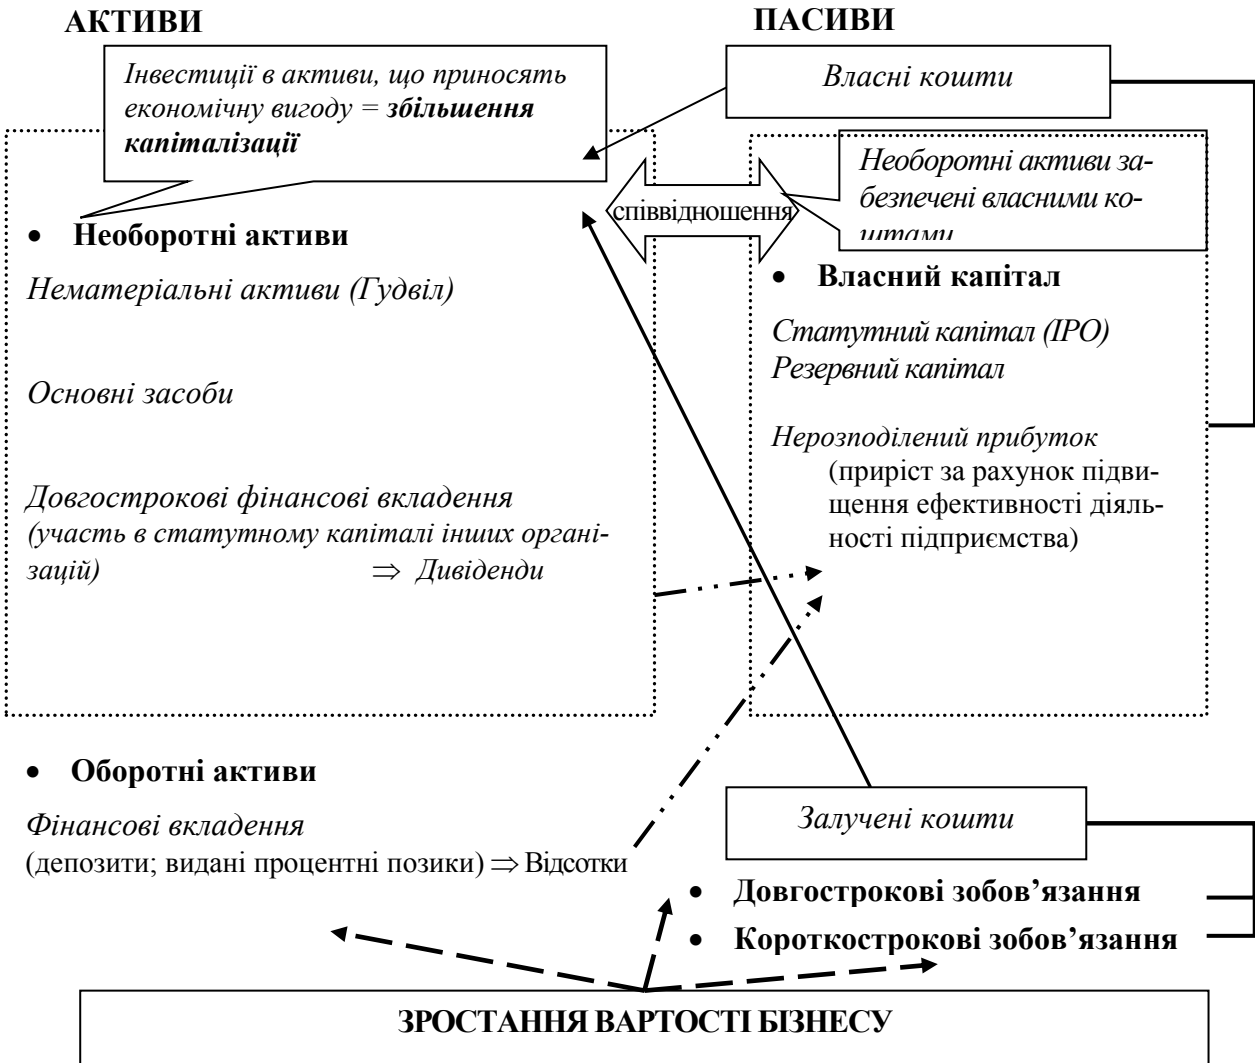 АКТИВИ
Інвестиції в активи, що приносять
економічну вигоду = збільшення
капіталізації
• Необоротні активи
Нематеріальні активи (Гудвіл)
Основні засоби
Довгострокові фінансові вкладення
(участь в статутному капіталі інших органі-
зацій) ⇒ Дивіденди
• Оборотні активи
Фінансові вкладення
(депозити; видані процентні позики) ⇒ Відсотки
співвідношення
ПАСИВИ
Власні кошти
Необоротні активи за-
безпечені власними ко-
штами
• Власний капітал
Статутний капітал (IPO)
Резервний капітал
Нерозподілений прибуток
(приріст за рахунок підви-
щення ефективності діяль-
ності підприємства)
Залучені кошти
• Довгострокові зобов’язання
• Короткострокові зобов’язання
ЗРОСТАННЯ ВАРТОСТІ БІЗНЕСУ